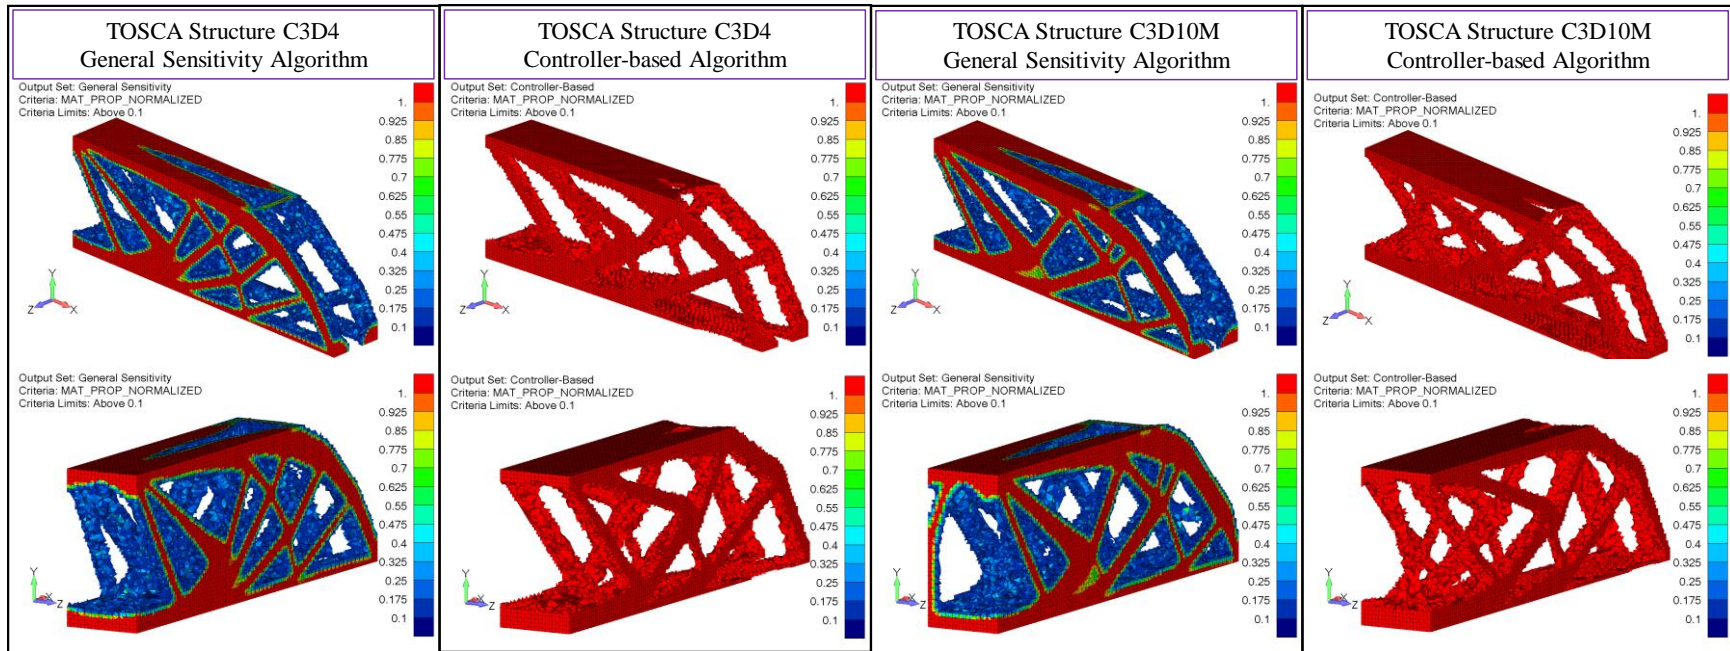 TOSCA Structure C3D4
General Sensitivity Algorithm
Output Set: General Sensitivity
Criteria: MAT_PROP_NORMALIZED
Criteria Limits: Above 0.1
1.
0.925
0.85
0.775
0.7
0.625
0.55
0.475
0.4
0.325
0.25
0.175
0.1
Y
Z
X
Output Set: General Sensitivity
Criteria: MAT_PROP_NORMALIZED
Criteria Limits: Above 0.1
1.
0.925
0.85
0.775
0.7
0.625
0.55
0.475
0.4
0.325
0.25
0.175
0.1
Y
X
Z
TOSCA Structure C3D4
Controller-based Algorithm
Output Set: Controller-Based
Criteria: MAT_PROP_NORMALIZED
Criteria Limits: Above 0.1
1.
0.925
0.85
0.775
0.7
0.625
0.55
0.475
0.4
0.325
0.25
0.175
0.1
Y
Z
X
Output Set: Controller-Based
Criteria: MAT_PROP_NORMALIZED
Criteria Limits: Above 0.1
1.
0.925
0.85
0.775
0.7
0.625
0.55
0.475
0.4
0.325
0.25
0.175
0.1
Y
X
Z
TOSCA Structure C3D10M
General Sensitivity Algorithm
Output Set: General Sensitivity
Criteria: MAT_PROP_NORMALIZED
Criteria Limits: Above 0.1
1.
0.925
0.85
0.775
0.7
0.625
0.55
0.475
0.4
0.325
0.25
0.175
0.1
Y
Z
X
Output Set: General Sensitivity
Criteria: MAT_PROP_NORMALIZED
Criteria Limits: Above 0.1
1.
0.925
0.85
0.775
0.7
0.625
0.55
0.475
0.4
0.325
0.25
0.175
0.1
Y
X
Z
TOSCA Structure C3D10M
Controller-based Algorithm
Output Set: Controller-Based
Criteria: MAT_PROP_NORMALIZED
Criteria Limits: Above 0.1
1.
0.925
0.85
0.775
0.7
0.625
0.55
0.475
0.4
0.325
0.25
0.175
0.1
Y
Z
X
Output Set: Controller-Based
Criteria: MAT_PROP_NORMALIZED
Criteria Limits: Above 0.1
1.
0.925
0.85
0.775
0.7
0.625
0.55
0.475
0.4
0.325
0.25
0.175
0.1
Y
X
Z